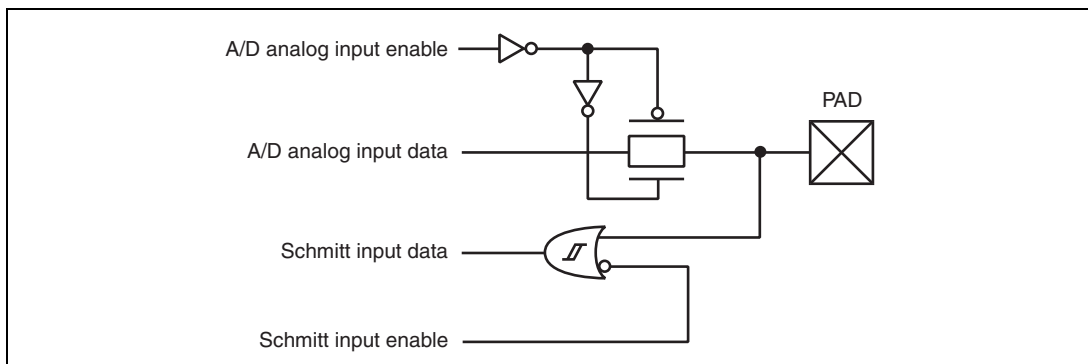 A/D analog input enable
PAD
A/D analog input data
Schmitt input data
Schmitt input enable